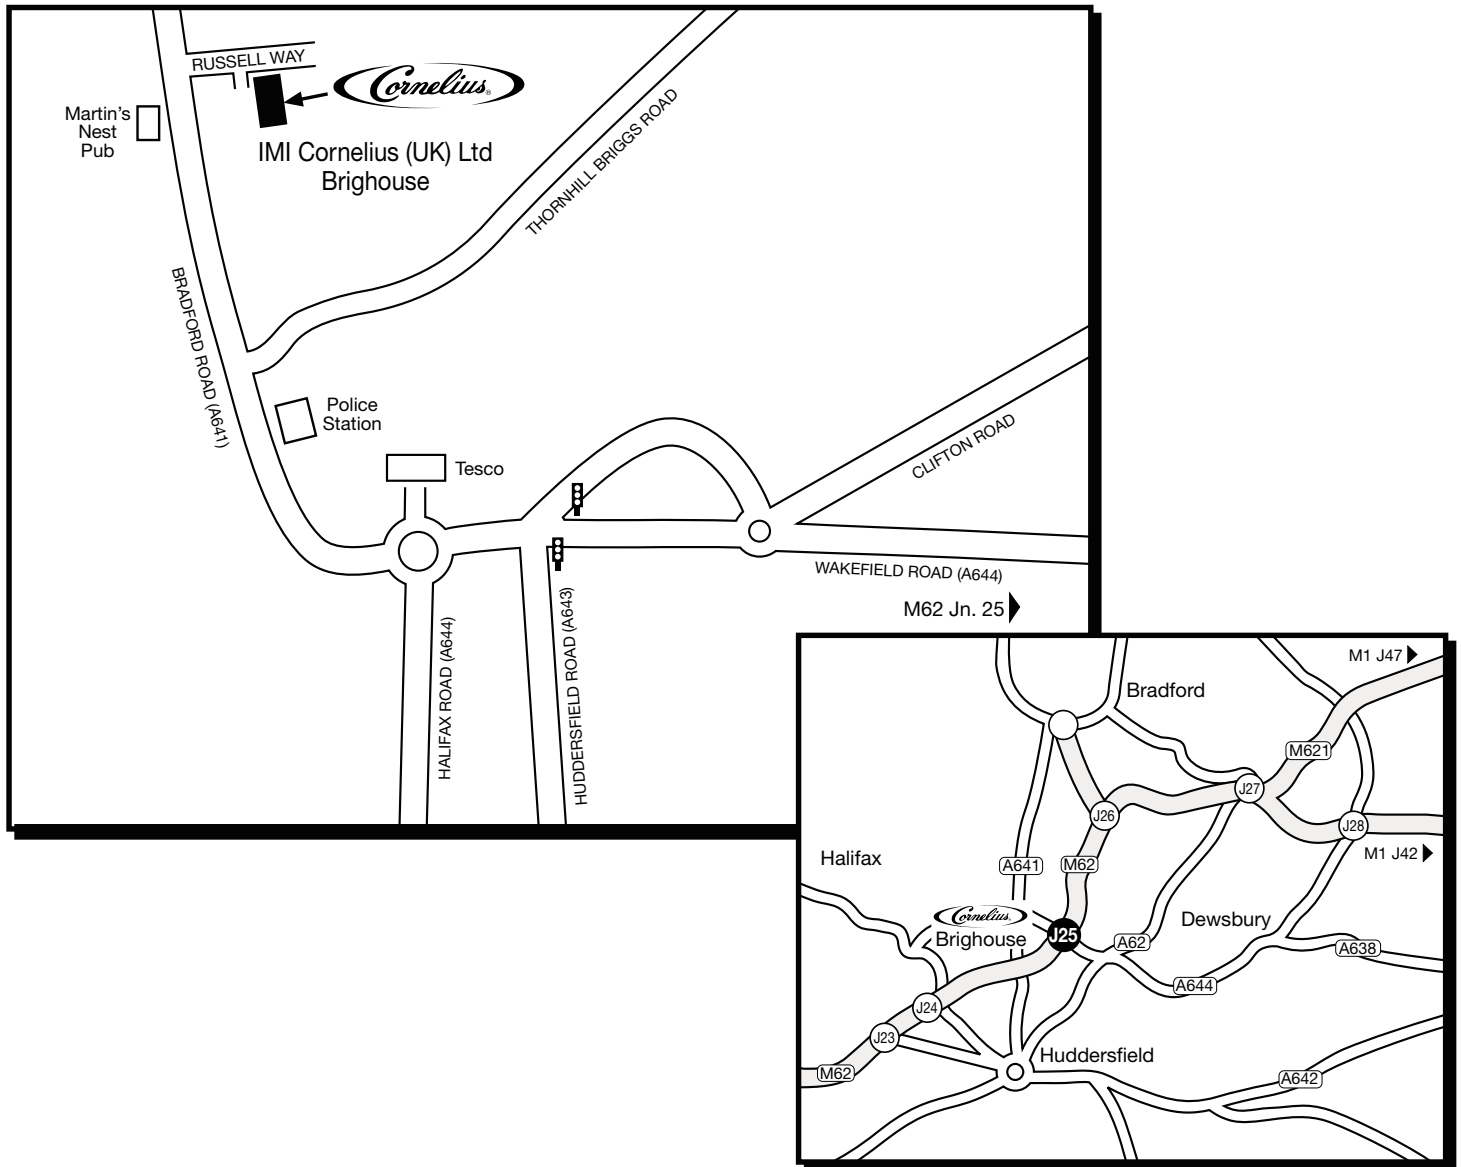 RUSSELL WAY
Cornelius®
Martin's
Nest
Pub
IMI Cornelius (UK) Ltd
Brighouse
THORNHILL BRIGGS ROAD
BRADFORD ROAD (A641)
Police
Station
Tesco
CLIFTON ROAD
WAKEFIELD ROAD (A644)
M62 Jn. 25
HALIFAX ROAD (A644)
HUDDERSFIELD ROAD (A643)
M1 J47
Bradford
M621
J27
J26
J28
M1 J42
Halifax
A641
M62
Cornelius®
Brighouse
J25
Dewsbury
A62
A638
A644
J24
J23
Huddersfield
M62
A642